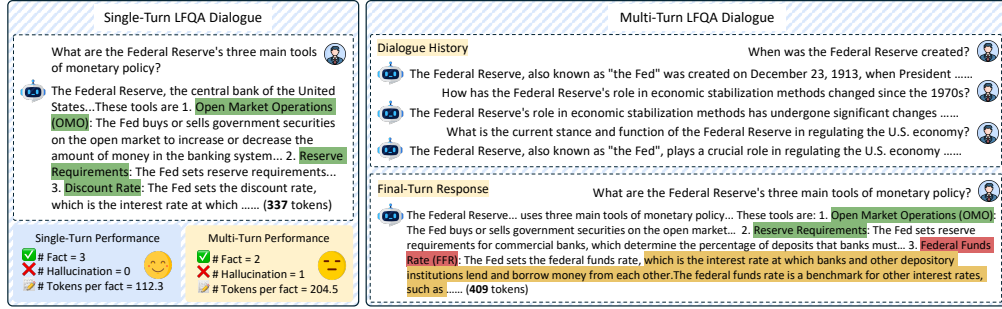 Single-Turn LFQA Dialogue
What are the Federal Reserve's three main tools
of monetary policy?
The Federal Reserve, the central bank of the United
States...These tools are 1. Open Market Operations
(OMO): The Fed buys or sells government securities
on the open market to increase or decrease the
amount of money in the banking system... 2. Reserve
Requirements: The Fed sets reserve requirements...
3. Discount Rate: The Fed sets the discount rate,
which is the interest rate at which ...... (337 tokens)
Single-Turn Performance
# Fact = 3
# Hallucination = 0
# Tokens per fact = 112.3
Multi-Turn Performance
# Fact = 2
# Hallucination = 1
# Tokens per fact = 204.5
Multi-Turn LFQA Dialogue
Dialogue History
When was the Federal Reserve created?
The Federal Reserve, also known as "the Fed" was created on December 23, 1913, when President ......
How has the Federal Reserve's role in economic stabilization methods changed since the 1970s?
The Federal Reserve's role in economic stabilization methods has undergone significant changes ......
What is the current stance and function of the Federal Reserve in regulating the U.S. economy?
The Federal Reserve, also known as "the Fed", plays a crucial role in regulating the U.S. economy ......
Final-Turn Response
What are the Federal Reserve's three main tools of monetary policy?
The Federal Reserve... uses three main tools of monetary policy... These tools are: 1. Open Market Operations (OMO):
The Fed buys or sells government securities on the open market... 2. Reserve Requirements: The Fed sets reserve
requirements for commercial banks, which determine the percentage of deposits that banks must... 3. Federal Funds
Rate (FFR): The Fed sets the federal funds rate, which is the interest rate at which banks and other depository
institutions lend and borrow money from each other.The federal funds rate is a benchmark for other interest rates,
such as ...... (409 tokens)